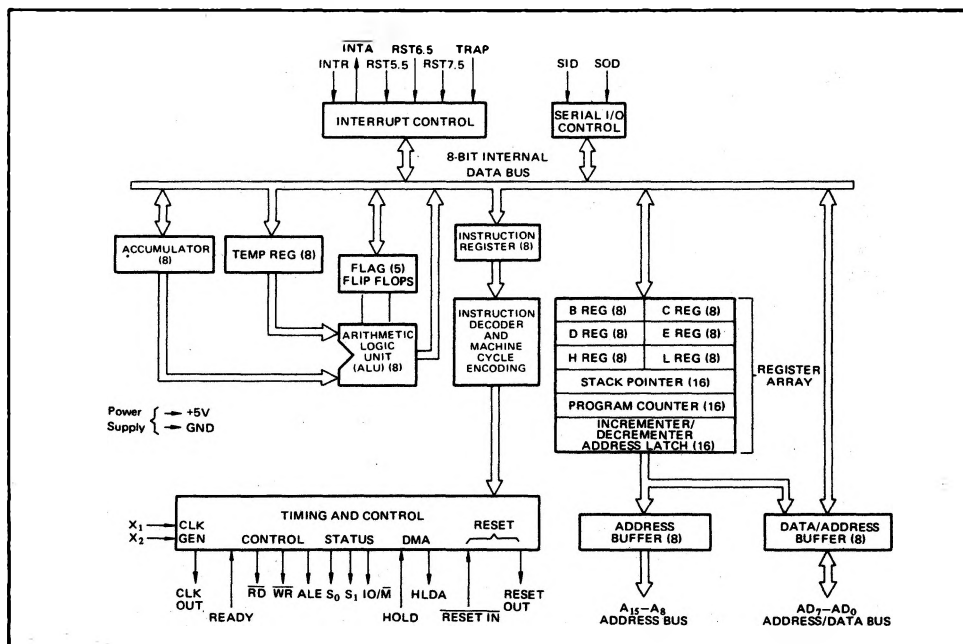 INTA RST6.5 TRAP
INTR RST5.5 RST7.5
SID SOD
INTERRUPT CONTROL
SERIAL I/O
CONTROL
8-BIT INTERNAL
DATA BUS
ACCUMULATOR
(8)
TEMP REG (8)
FLAG (5)
FLIP FLOPS
INSTRUCTION
REGISTER (8)
ARITHMETIC
LOGIC
UNIT
(ALU) (8)
INSTRUCTION
DECODER
AND
MACHINE
CYCLE
ENCODING
B REG (8) C REG (8)
D REG (8) E REG (8)
H REG (8) L REG (8)
STACK POINTER (16)
PROGRAM COUNTER (16)
INCREMENTER/
DECREMENTER
ADDRESS LATCH (16)
REGISTER
ARRAY
Power +5V
Supply GND
TIMING AND CONTROL
X1 CLK
X2 GEN
CONTROL STATUS DMA RESET
CLK
OUT
READY
RD WR ALE S0 S1 IO/M
HOLD
HLDA
RESET IN
RESET
OUT
ADDRESS
BUFFER (8)
DATA/ADDRESS
BUFFER (8)
A15–A8
ADDRESS BUS
AD7–AD0
ADDRESS/DATA BUS